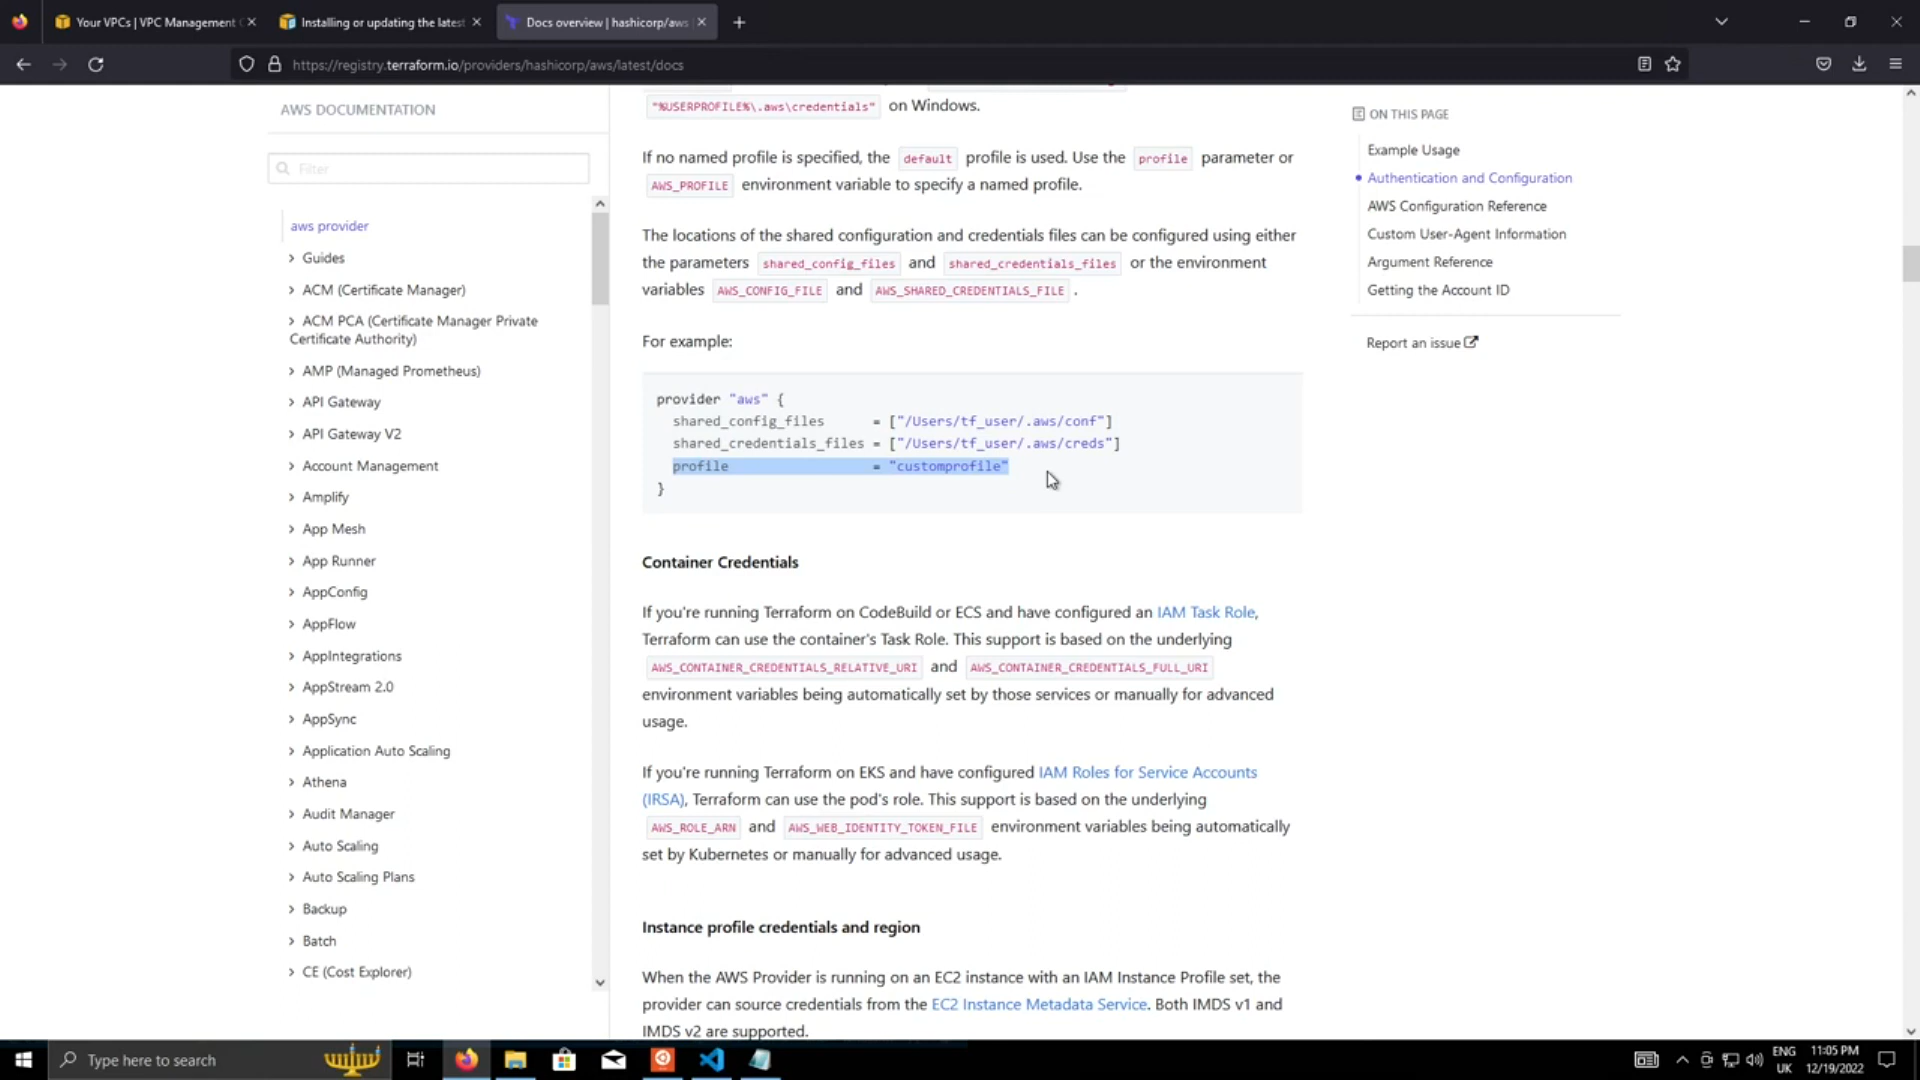 Your VPCs | VPC Management C
Installing or updating the latest
Docs overview | hashicorp/aws
https://registry.terraform.io/providers/hashicorp/aws/latest/docs
AWS DOCUMENTATION
Filter
aws provider
Guides
ACM (Certificate Manager)
ACM PCA (Certificate Manager Private
Certificate Authority)
AMP (Managed Prometheus)
API Gateway
API Gateway V2
Account Management
Amplify
App Mesh
App Runner
AppConfig
AppFlow
AppIntegrations
AppStream 2.0
AppSync
Application Auto Scaling
Athena
Audit Manager
Auto Scaling
Auto Scaling Plans
Backup
Batch
CE (Cost Explorer)
"%USERPROFILE%\.aws\credentials" on Windows.
If no named profile is specified, the default profile is used. Use the profile parameter or
AWS_PROFILE environment variable to specify a named profile.
The locations of the shared configuration and credentials files can be configured using either
the parameters shared_config_files and shared_credentials_files or the environment
variables AWS_CONFIG_FILE and AWS_SHARED_CREDENTIALS_FILE .
For example:
provider "aws" {
shared_config_files = ["/Users/tf_user/.aws/conf"]
shared_credentials_files = ["/Users/tf_user/.aws/creds"]
profile = "customprofile"
}
Container Credentials
If you're running Terraform on CodeBuild or ECS and have configured an IAM Task Role,
Terraform can use the container's Task Role. This support is based on the underlying
AWS_CONTAINER_CREDENTIALS_RELATIVE_URI and AWS_CONTAINER_CREDENTIALS_FULL_URI
environment variables being automatically set by those services or manually for advanced
usage.
If you're running Terraform on EKS and have configured IAM Roles for Service Accounts
(IRSA), Terraform can use the pod's role. This support is based on the underlying
AWS_ROLE_ARN and AWS_WEB_IDENTITY_TOKEN_FILE environment variables being automatically
set by Kubernetes or manually for advanced usage.
Instance profile credentials and region
When the AWS Provider is running on an EC2 instance with an IAM Instance Profile set, the
provider can source credentials from the EC2 Instance Metadata Service. Both IMDS v1 and
IMDS v2 are supported.
ON THIS PAGE
Example Usage
Authentication and Configuration
AWS Configuration Reference
Custom User-Agent Information
Argument Reference
Getting the Account ID
Report an issue
Type here to search
ENG
UK
11:05 PM
12/19/2022